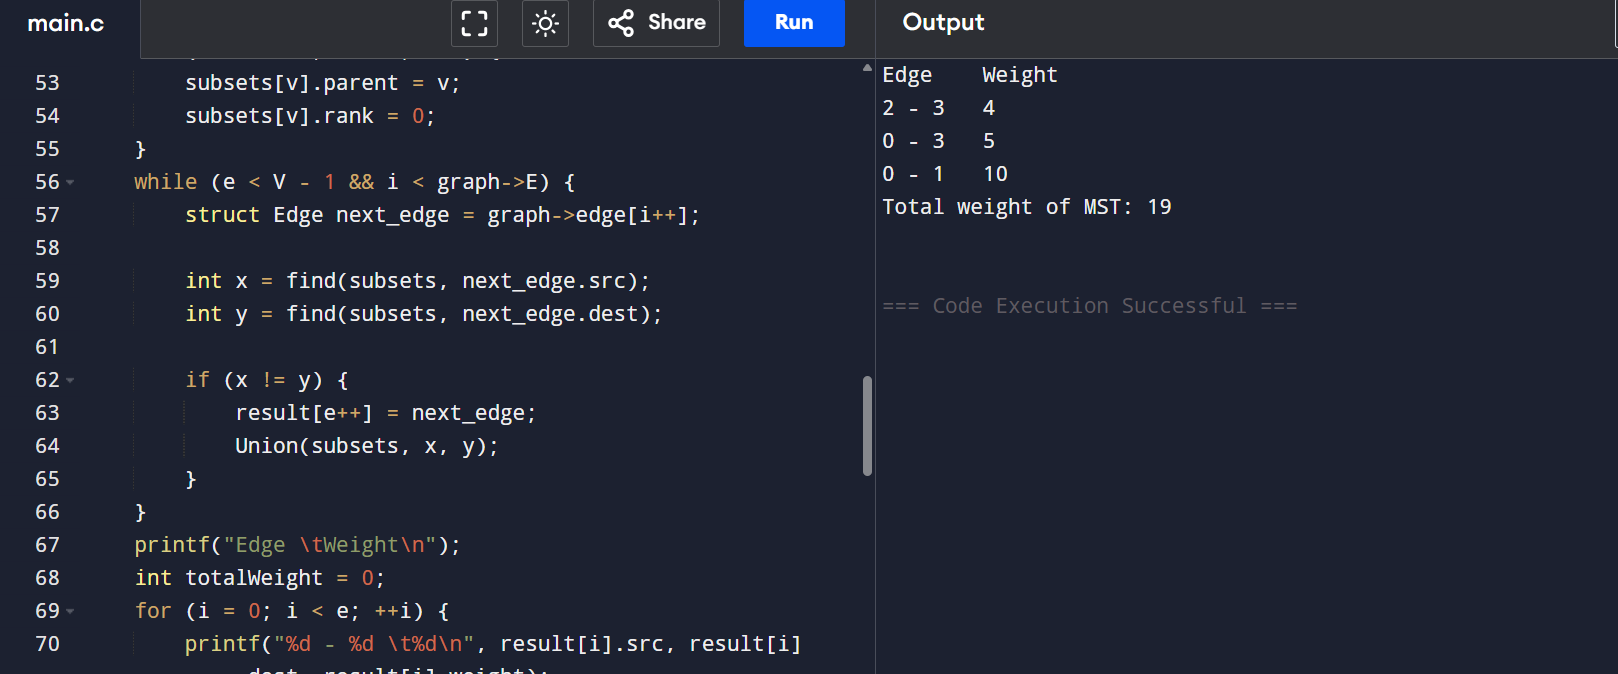 main.c
Share
Run
53 subsets[v].parent = v;
54 subsets[v].rank = 0;
55 }
56 while (e < V - 1 && i < graph->E) {
57 struct Edge next_edge = graph->edge[i++];
58
59 int x = find(subsets, next_edge.src);
60 int y = find(subsets, next_edge.dest);
61
62 if (x != y) {
63 result[e++] = next_edge;
64 Union(subsets, x, y);
65 }
66 }
67 printf("Edge \tWeight\n");
68 int totalWeight = 0;
69 for (i = 0; i < e; ++i) {
70 printf("%d - %d \t%d\n", result[i].src, result[i]
.dest, result[i].weight);
Output
Edge Weight
2 - 3 4
0 - 3 5
0 - 1 10
Total weight of MST: 19
=== Code Execution Successful ===